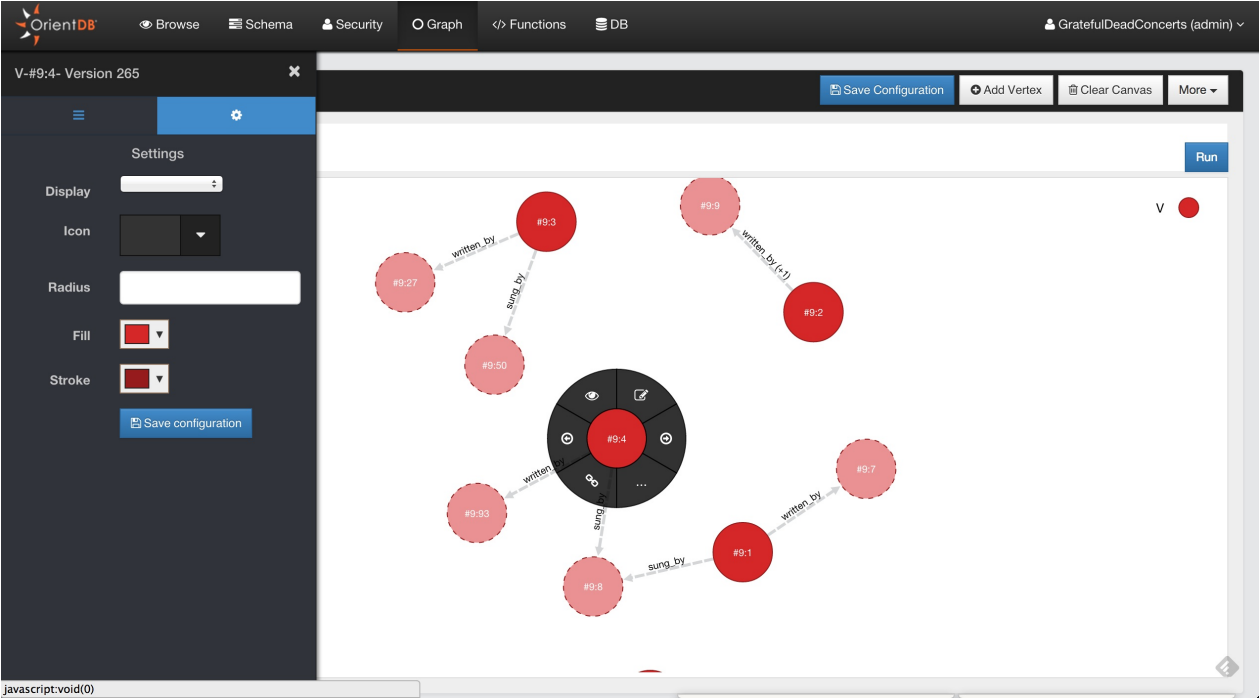 OrientDB Browse Schema Security Graph </> Functions DB GratefulDeadConcerts (admin)
V-#9:4- Version 265
Save Configuration Add Vertex Clear Canvas More
Settings
Run
Display
Icon
Radius
Fill
Stroke
Save configuration
V
#9:9
#9:3
written_by
written_by (+1)
#9:27
sung_by
#9:2
#9:50
#9:4
...
written_by
#9:7
sung_by
written_by
#9:93
#9:1
sung_by
#9:8
javascript:void(0)